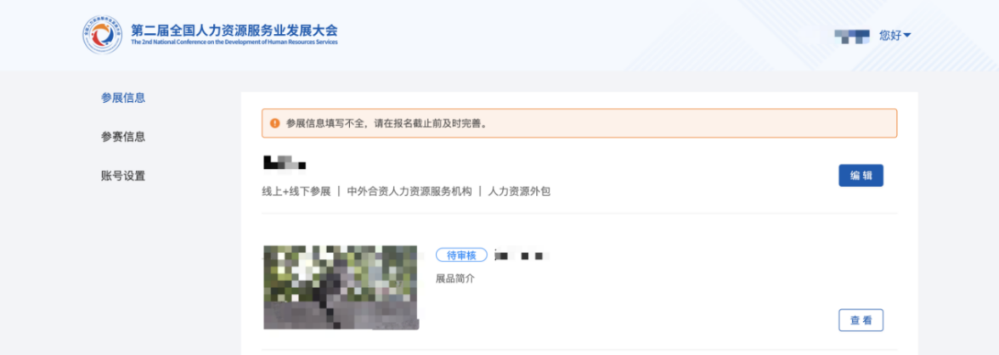 第二届全国人力资源服务业发展大会
The 2nd National Conference on the Development of Human Resources Services
您好
参展信息
参展信息填写不全，请在报名截止前及时完善。
参赛信息
账号设置
编辑
线上+线下参展 | 中外合资人力资源服务机构 | 人力资源外包
待审核
展品简介
查看